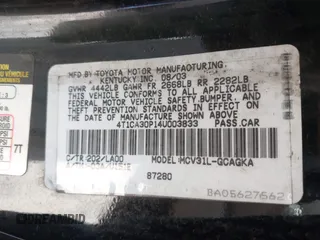 MFD BY TOYOTA MOTOR MANUFACTURING,
KENTUCKY INC. 08/03
GVWR 4442LB GAWR FR 2668LB RR 2282LB
THIS VEHICLE CONFORMS TO ALL APPLICABLE
FEDERAL MOTOR VEHICLE SAFETY, BUMPER, AND
THEFT PREVENTION STANDARDS IN EFFECT ON
THE DATE OF MANUFACTURE SHOWN ABOVE.
4T1CA30P14U003833 PASS.CAR
C/TR:202/LA00 MODEL:MCV31L-GCAGKA
87280
BA05627562